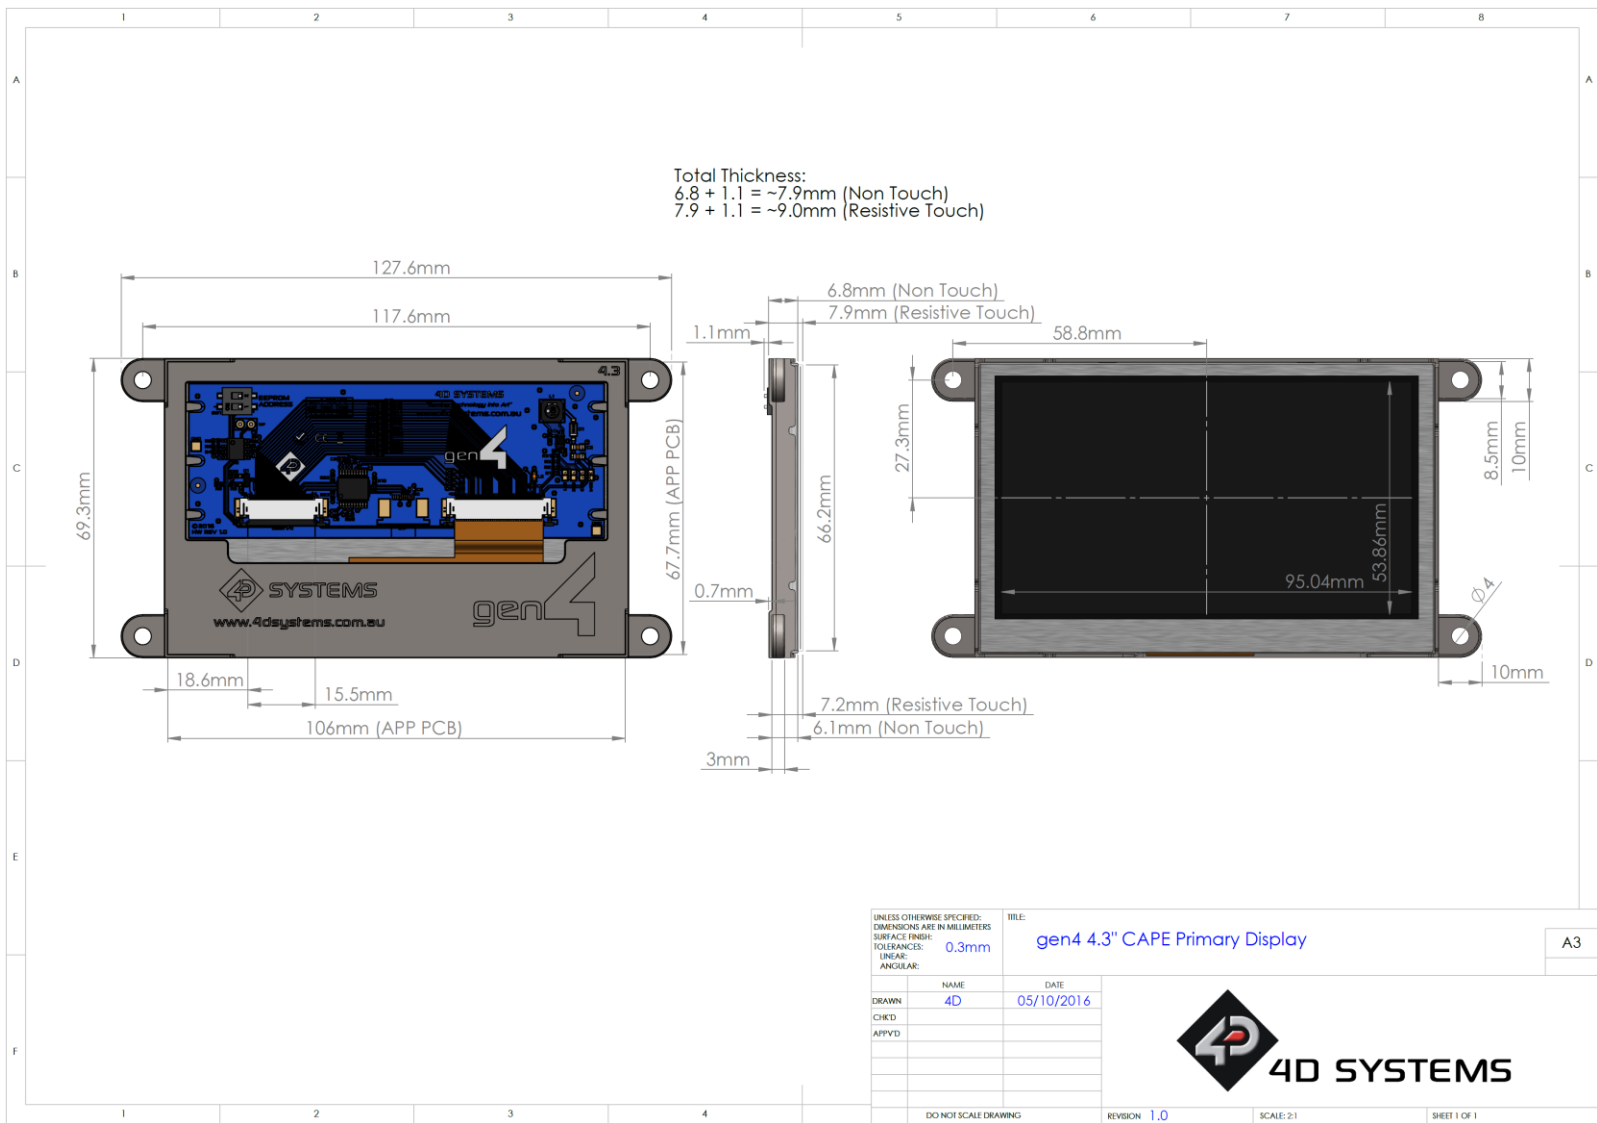 1 2 3 4 5 6 7 8
A A
Total Thickness:
6.8 + 1.1 = ~7.9mm (Non Touch)
7.9 + 1.1 = ~9.0mm (Resistive Touch)
B B
127.6mm
117.6mm
6.8mm (Non Touch)
7.9mm (Resistive Touch)
1.1mm
58.8mm
4.3
EEPROM
ADDRESS
4D SYSTEMS
gen4
69.3mm
67.7mm (APP PCB)
66.2mm
27.3mm
8.5mm
10mm
C C
53.86mm
95.04mm
0.7mm
Ø4
4D SYSTEMS
www.4dsystems.com.au
gen4
D D
18.6mm
15.5mm
106mm (APP PCB)
7.2mm (Resistive Touch)
6.1mm (Non Touch)
3mm
10mm
E
F
UNLESS OTHERWISE SPECIFIED:
DIMENSIONS ARE IN MILLIMETERS
SURFACE FINISH:
TOLERANCES: 0.3mm
LINEAR:
ANGULAR:
TITLE:
gen4 4.3" CAPE Primary Display
A3
NAME DATE
DRAWN 4D 05/10/2016
CHK'D
APPV'D
4D SYSTEMS
DO NOT SCALE DRAWING
REVISION 1.0
SCALE: 2:1
SHEET 1 OF 1
1 2 3 4